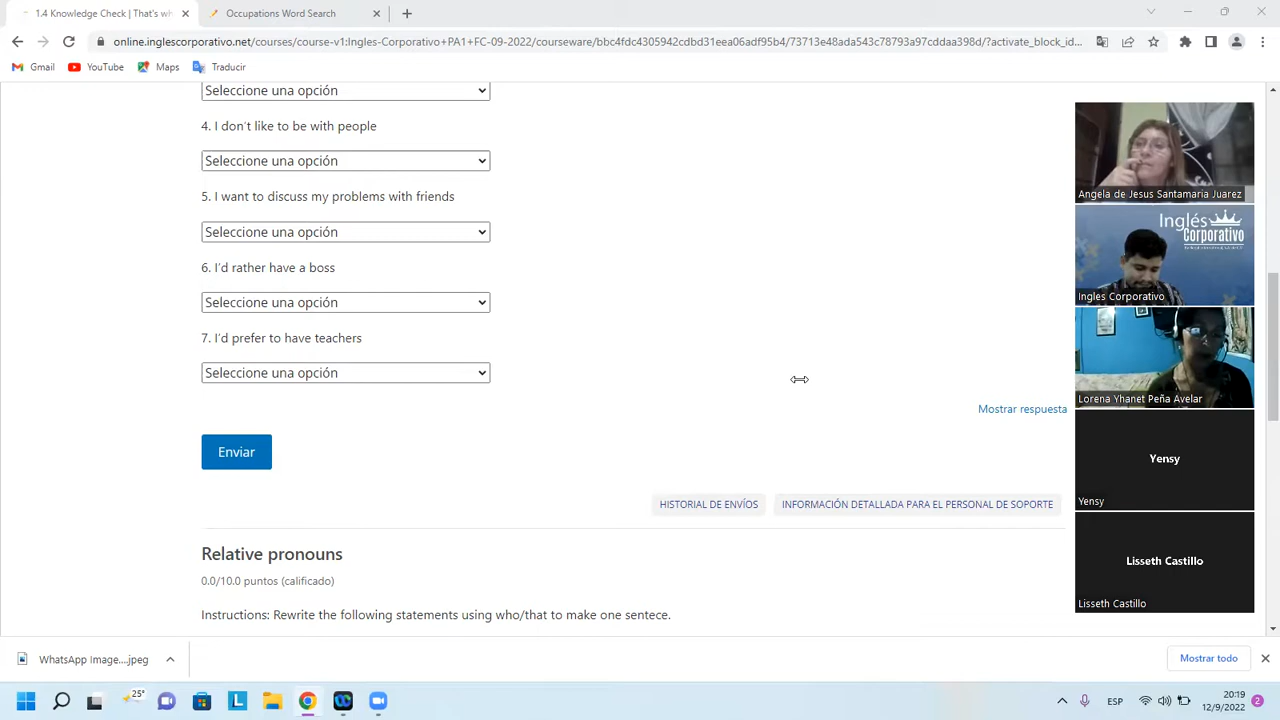 1.4 Knowledge Check | That's wh
Occupations Word Search
online.inglescorporativo.net/courses/course-v1:Ingles-Corporativo+PA1+FC-09-2022/courseware/bbc4fdc4305942cdbd31eea06adf95b4/73713e48ada543c78793a97cddaa398d/?activate_block_id...
Gmail
YouTube
Maps
Traducir
Seleccione una opción
4. I don't like to be with people
Seleccione una opción
5. I want to discuss my problems with friends
Seleccione una opción
6. I'd rather have a boss
Seleccione una opción
7. I'd prefer to have teachers
Seleccione una opción
Mostrar respuesta
Enviar
HISTORIAL DE ENVÍOS
INFORMACIÓN DETALLADA PARA EL PERSONAL DE SOPORTE
Relative pronouns
0.0/10.0 puntos (calificado)
Instructions: Rewrite the following statements using who/that to make one sentece.
Angela de Jesus Santamaria Juarez
Inglés
Corporativo
Ingles Corporativo
Lorena Yhanet Peña Avelar
Yensy
Yensy
Lisseth Castillo
Lisseth Castillo
WhatsApp Image....jpeg
Mostrar todo
25°
ESP
20:19
12/9/2022
2